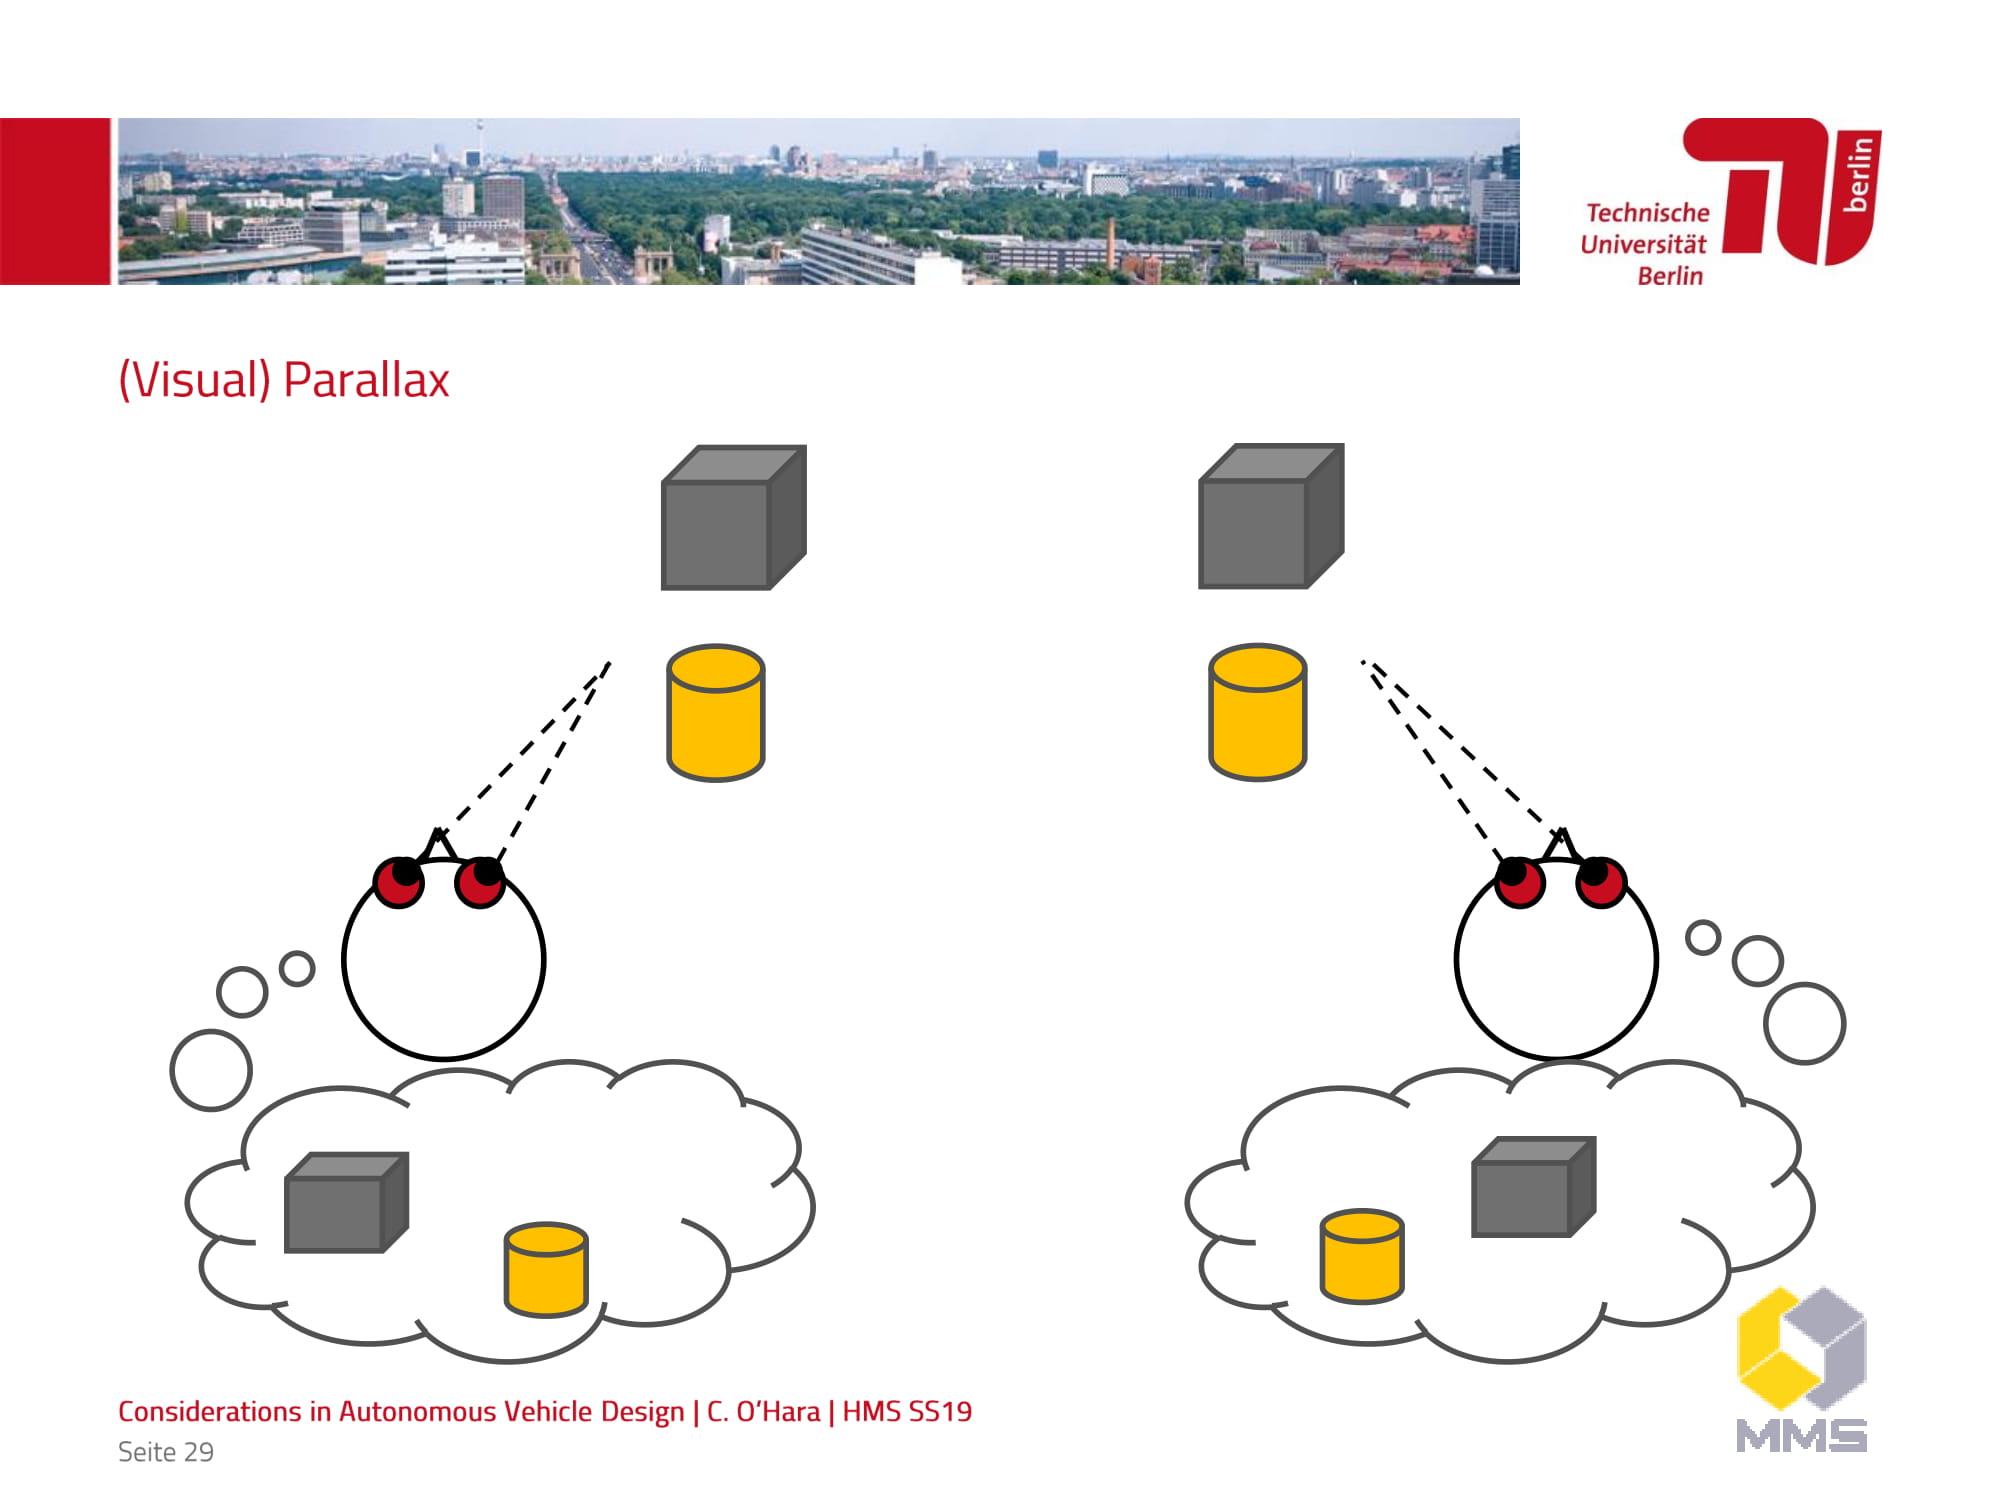 berlin
Technische
Universität
Berlin
(Visual) Parallax
Considerations in Autonomous Vehicle Design | C. O'Hara | HMS SS19
Seite 29
MMS